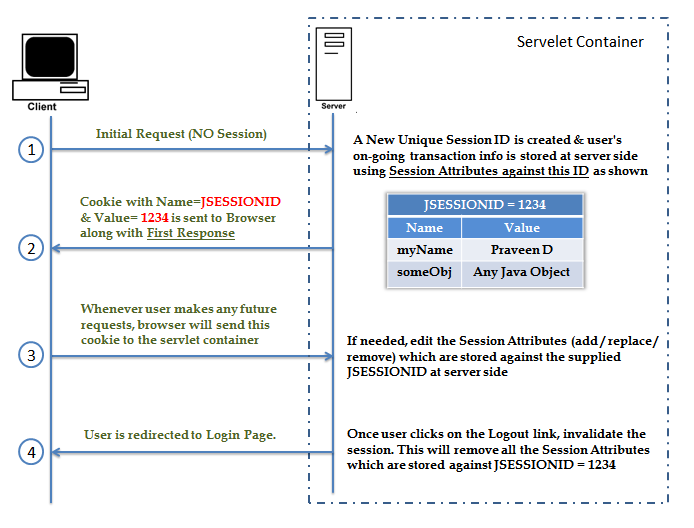 Servelet Container
Client
Server
1
Initial Request (NO Session)
A New Unique Session ID is created & user's
on-going transaction info is stored at server side
using Session Attributes against this ID as shown
Cookie with Name=JSESSIONID
& Value= 1234 is sent to Browser
along with First Response
2
JSESSIONID = 1234
Name Value
myName Praveen D
someObj Any Java Object
Whenever user makes any future
requests, browser will send this
cookie to the servlet container
3
If needed, edit the Session Attributes (add / replace/
remove) which are stored against the supplied
JSESSIONID at server side
User is redirected to Login Page.
4
Once user clicks on the Logout link, invalidate the
session. This will remove all the Session Attributes
which are stored against JSESSIONID = 1234